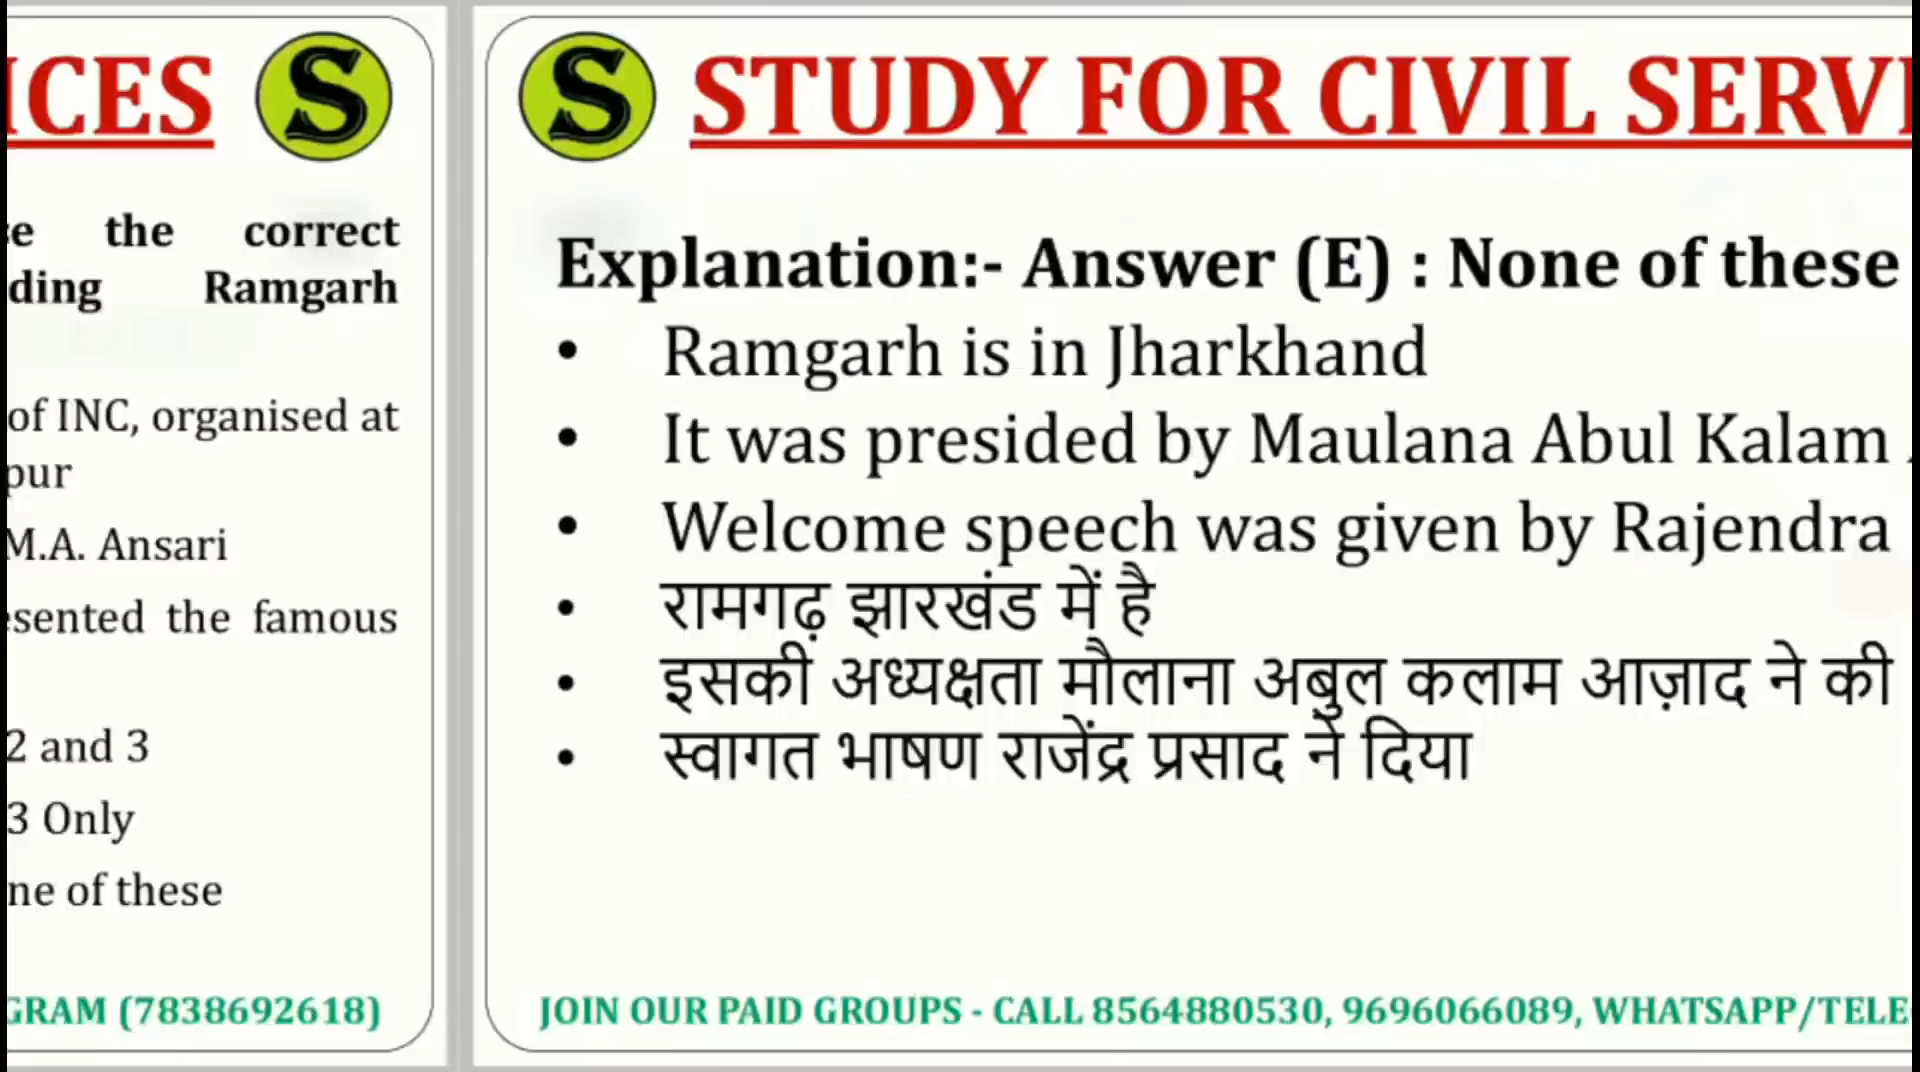 ICES
se the correct
ding Ramgarh
of INC, organised at
pur
M.A. Ansari
esented the famous
2 and 3
3 Only
ne of these
GRAM (7838692618)
S
S STUDY FOR CIVIL SERVI
Explanation:- Answer (E) : None of these
• Ramgarh is in Jharkhand
• It was presided by Maulana Abul Kalam
• Welcome speech was given by Rajendra
• रामगढ़ झारखंड में है
• इसकी अध्यक्षता मौलाना अबुल कलाम आज़ाद ने की
• स्वागत भाषण राजेंद्र प्रसाद ने दिया
JOIN OUR PAID GROUPS - CALL 8564880530, 9696066089, WHATSAPP/TELE